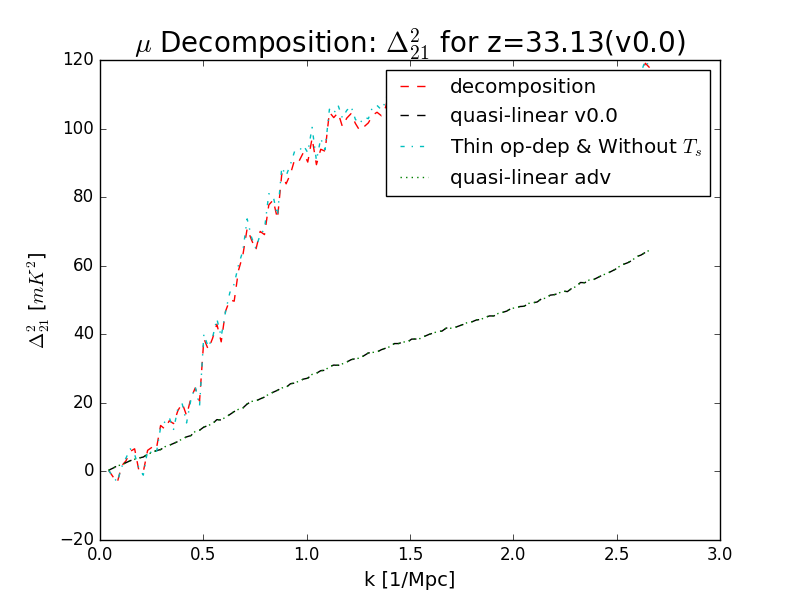 μ Decomposition: Δ²₂₁ for z=33.13(v0.0)
120
100
80
60
40
20
0
−20
Δ²₂₁ [mK²]
decomposition
quasi-linear v0.0
Thin op-dep & Without Tₛ
quasi-linear adv
0.0 0.5 1.0 1.5 2.0 2.5 3.0
k [1/Mpc]